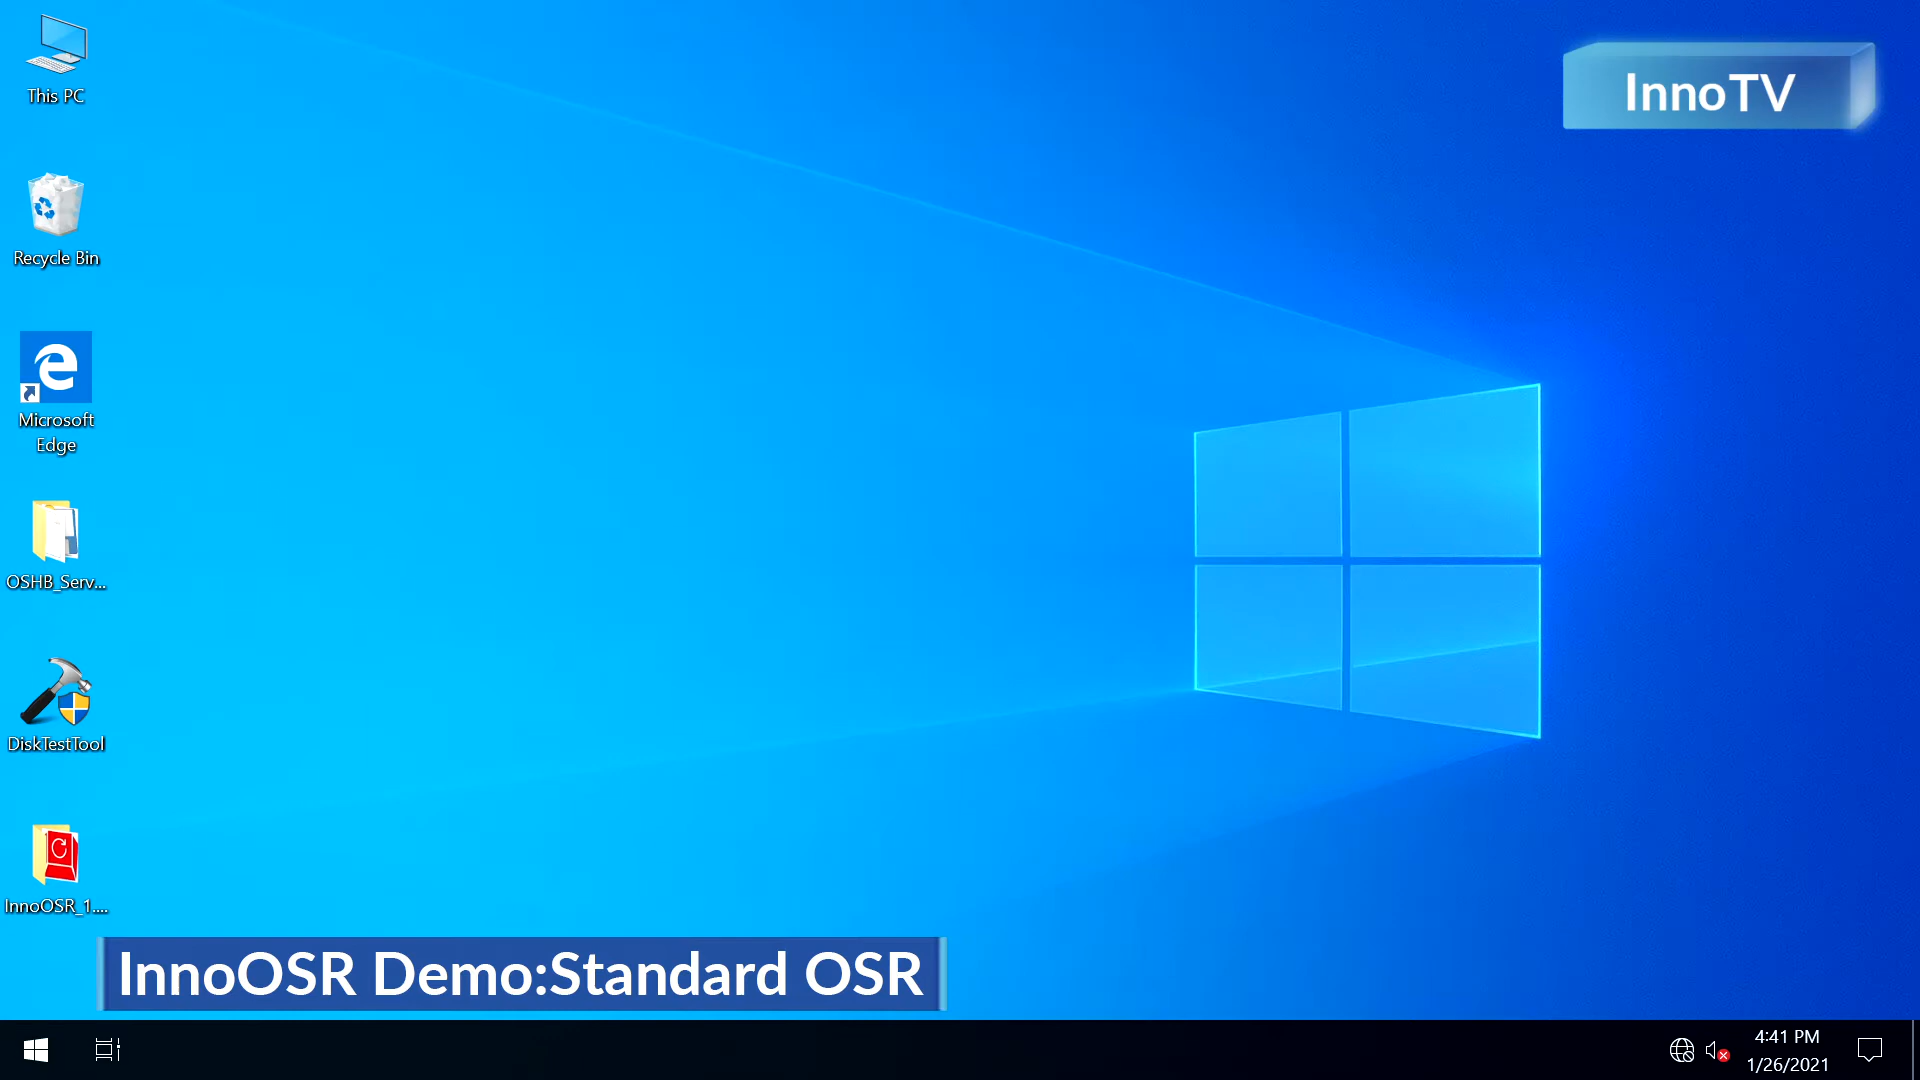 This PC
InnoTV
Recycle Bin
Microsoft
Edge
OSHB_Serv...
DiskTestTool
InnoOSR_1....
InnoOSR Demo:Standard OSR
4:41 PM
1/26/2021